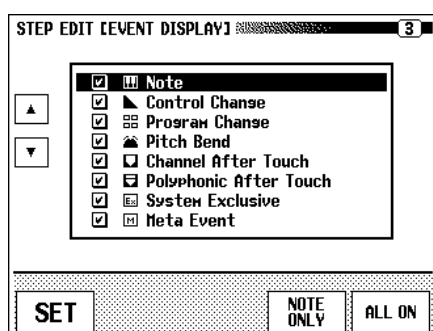 STEP EDIT [EVENT DISPLAY] 3
Note
Control Change
Program Change
Pitch Bend
Channel After Touch
Polyphonic After Touch
Ex System Exclusive
M Meta Event
SET
NOTE
ONLY
ALL ON